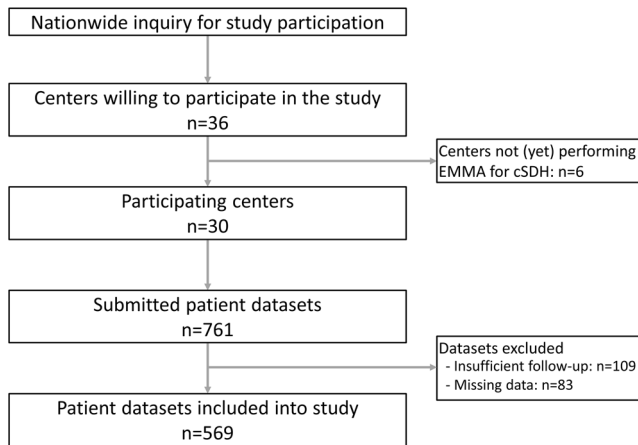 Nationwide inquiry for study participation
Centers willing to participate in the study
n=36
Centers not (yet) performing
EMMA for cSDH: n=6
Participating centers
n=30
Submitted patient datasets
n=761
Datasets excluded
- Insufficient follow-up: n=109
- Missing data: n=83
Patient datasets included into study
n=569